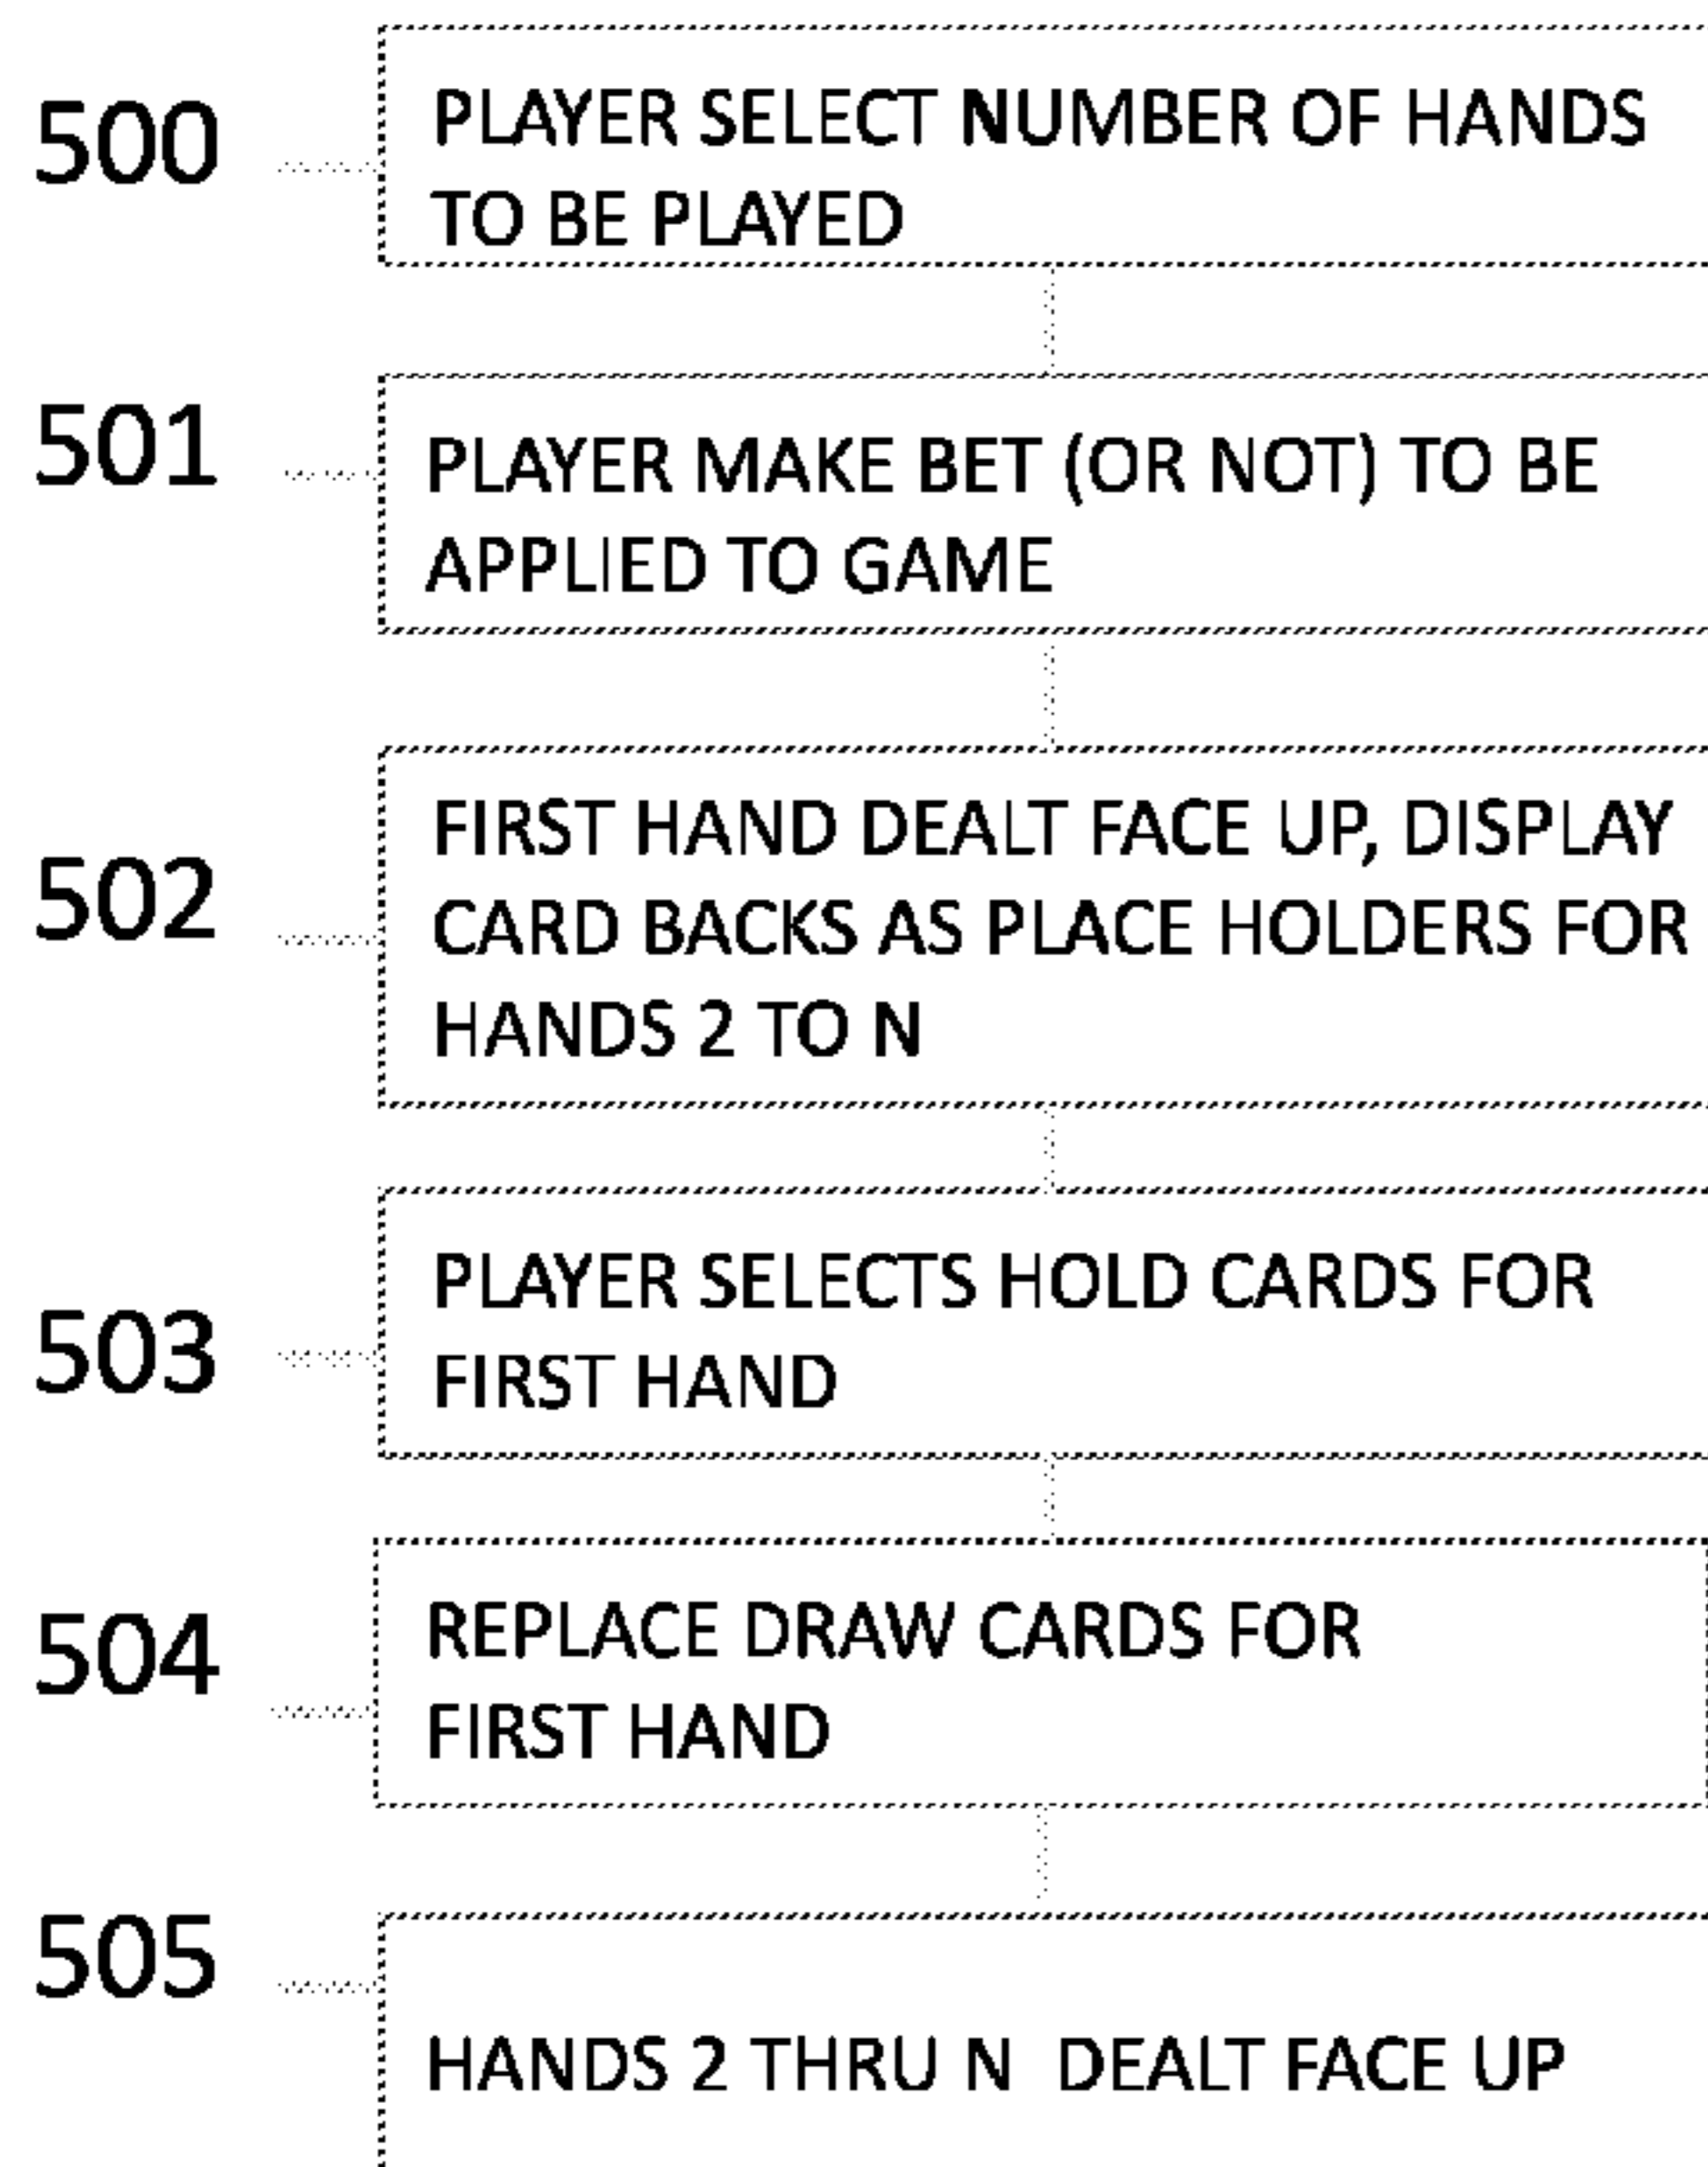 500
PLAYER SELECT NUMBER OF HANDS
TO BE PLAYED
501
PLAYER MAKE BET (OR NOT) TO BE
APPLIED TO GAME
502
FIRST HAND DEALT FACE UP, DISPLAY
CARD BACKS AS PLACE HOLDERS FOR
HANDS 2 TO N
503
PLAYER SELECTS HOLD CARDS FOR
FIRST HAND
504
REPLACE DRAW CARDS FOR
FIRST HAND
505
HANDS 2 THRU N DEALT FACE UP